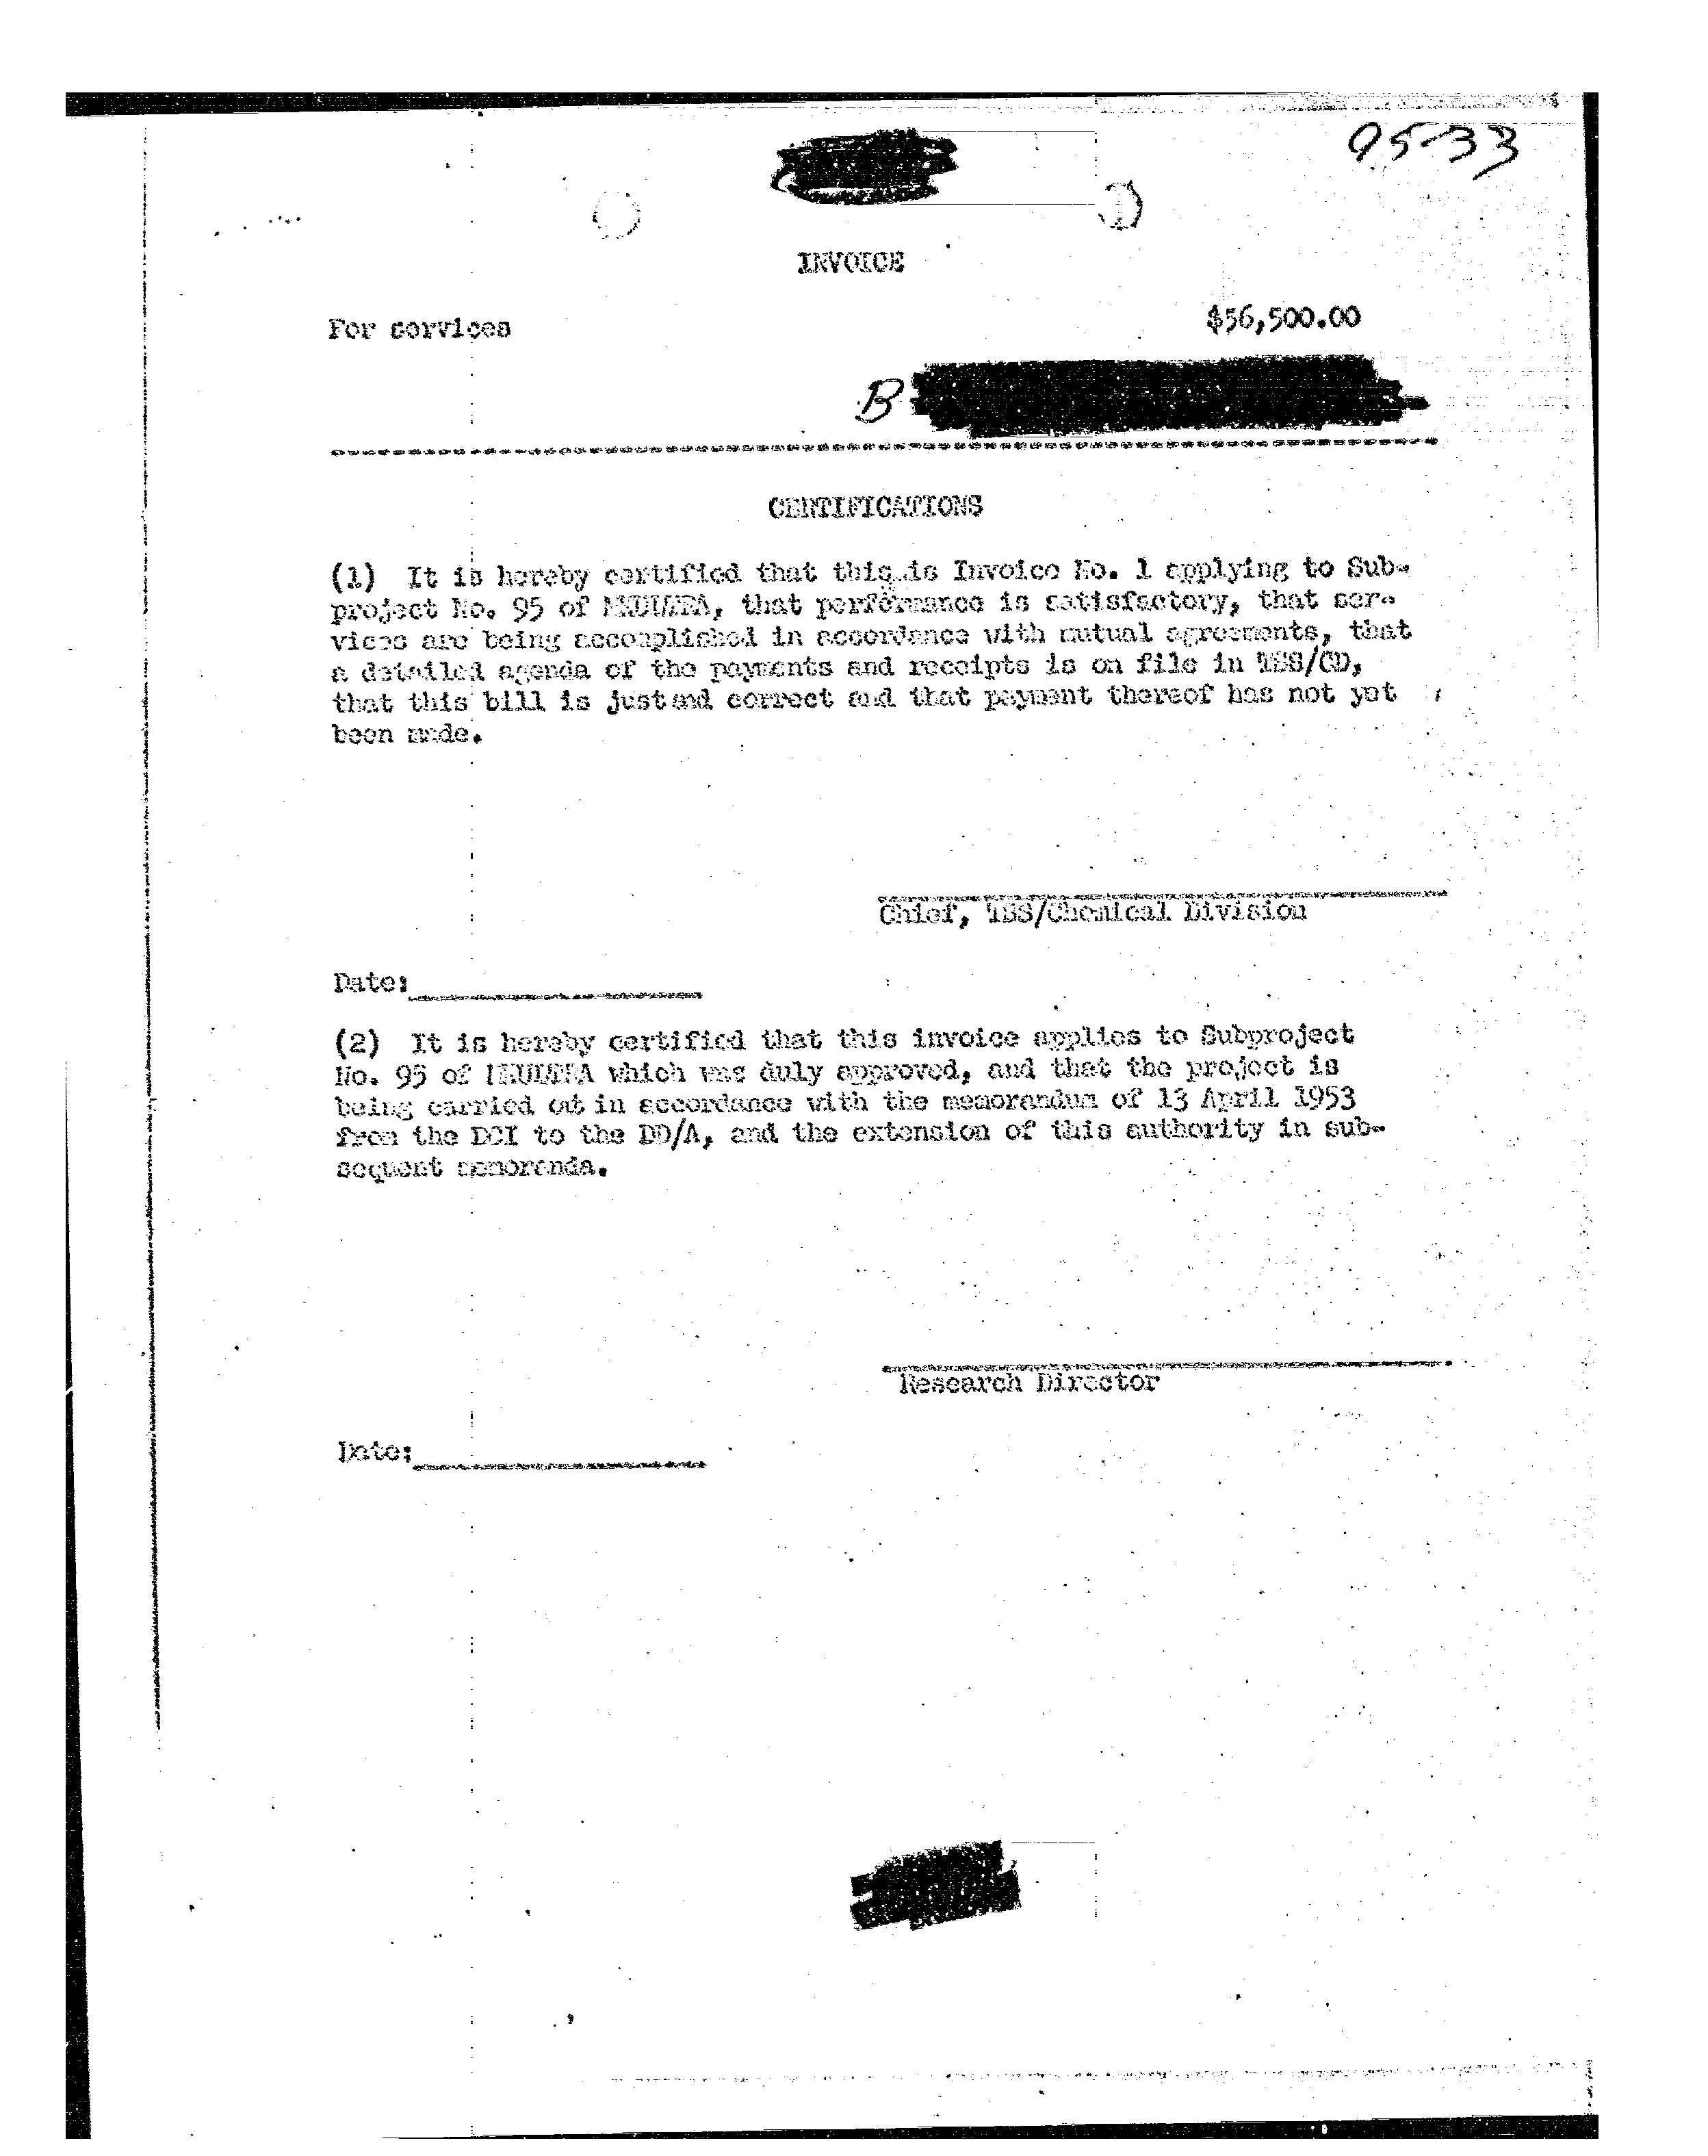 95-33
INVOICE
For services $56,500.00
B
CERTIFICATIONS
(1) It is hereby certified that this is Invoice No. 1 applying to Sub-
project No. 95 of MKULTRA, that performance is satisfactory, that ser-
vices are being accomplished in accordance with mutual agreements, that
a detailed agenda of the payments and receipts is on file in TSS/CD,
that this bill is just and correct and that payment thereof has not yet
been made.
Chief, TSS/Chemical Division
Date:
(2) It is hereby certified that this invoice applies to Subproject
No. 95 of MKULTRA which was duly approved, and that the project is
being carried out in accordance with the memorandum of 13 April 1953
from the DCI to the DD/A, and the extension of this authority in sub-
sequent memoranda.
Research Director
Date: